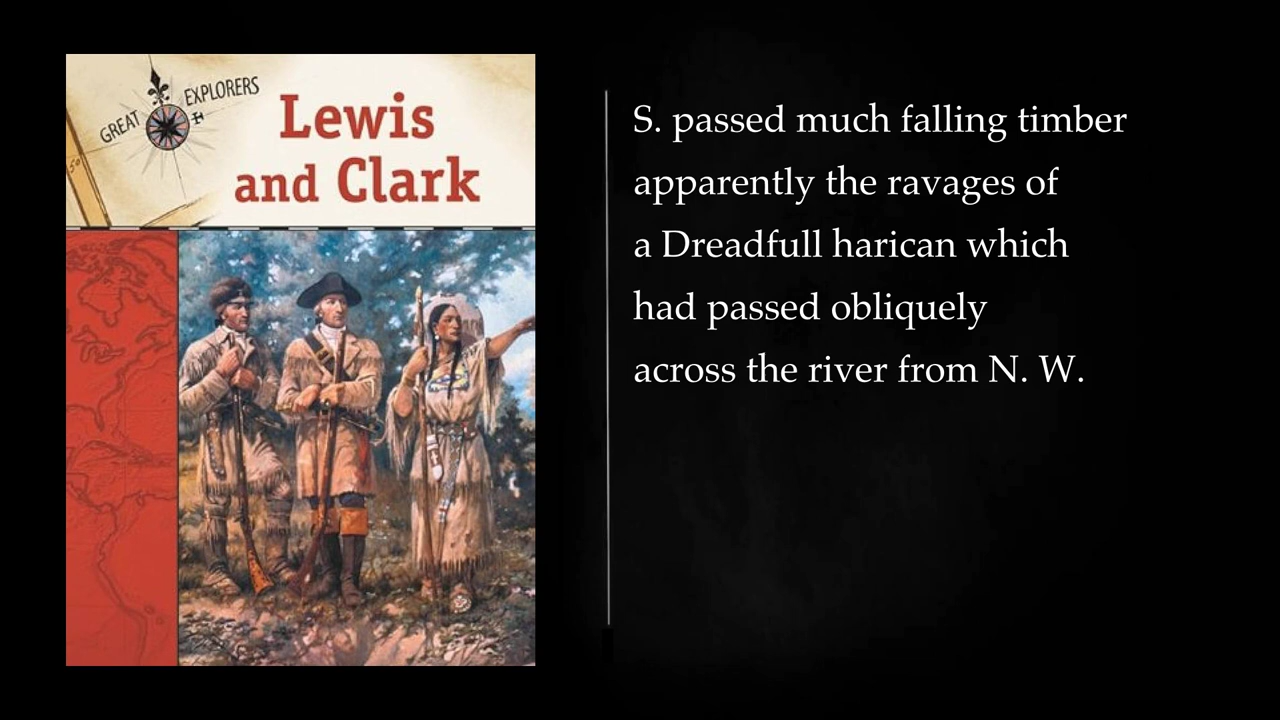 GREAT EXPLORERS
E
50
Lewis
and Clark
S. passed much falling timber
apparently the ravages of
a Dreadfull harican which
had passed obliquely
across the river from N. W.